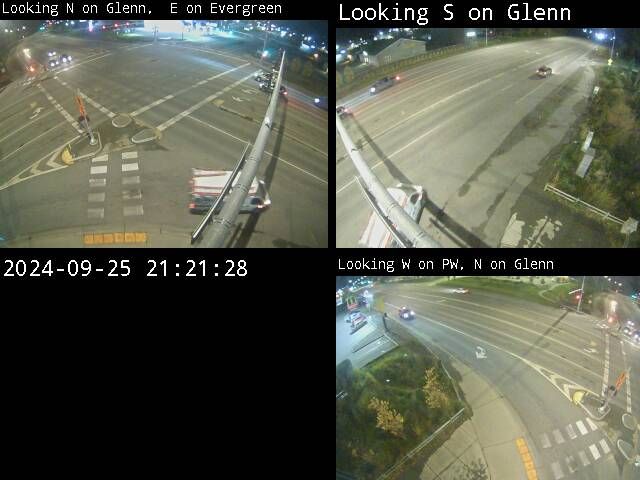 Looking N on Glenn,  E on Evergreen
Looking S on Glenn
2024-09-25 21:21:28
Looking W on PW, N on Glenn